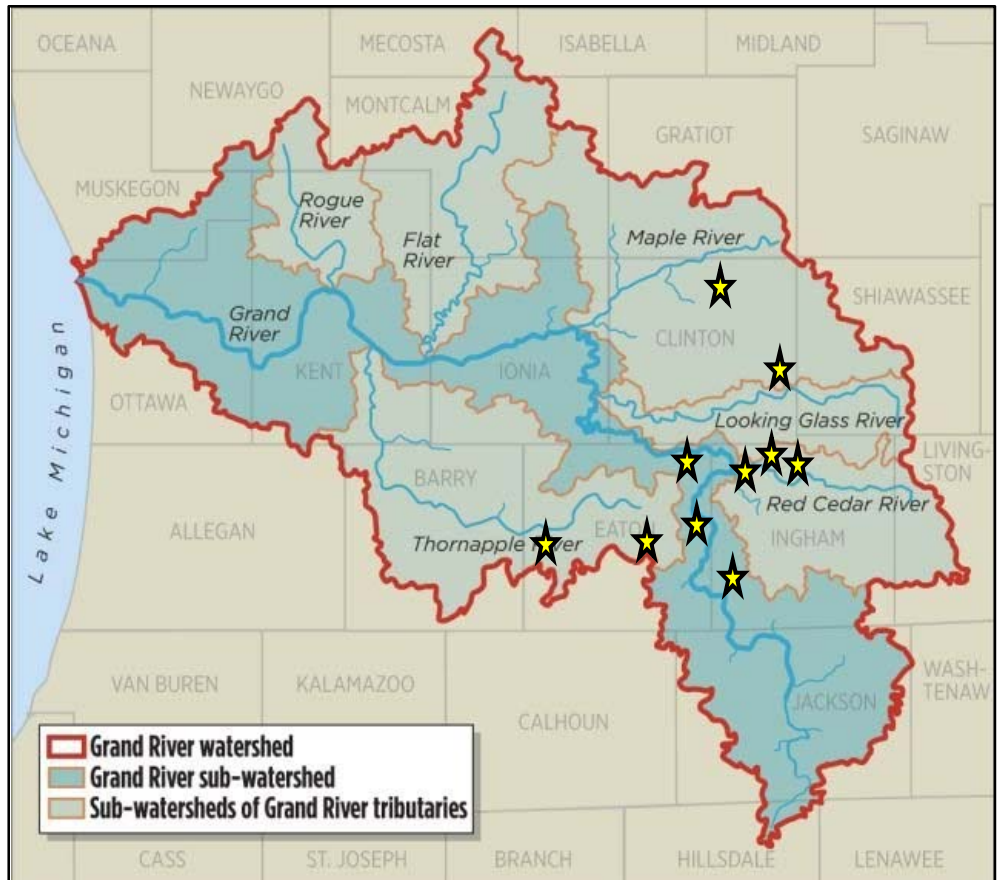 OCEANA
MECOSTA
ISABELLA
MIDLAND
NEWAYGO
MONTCALM
GRATIOT
SAGINAW
MUSKEGON
Rogue
River
Flat
River
Maple River
SHIAWASSEE
Grand
River
CLINTON
KENT
IONIA
OTTAWA
Lake Michigan
Looking Glass River
LIVING-
STON
BARRY
Red Cedar River
ALLEGAN
EATON
INGHAM
Thornapple River
VAN BUREN
KALAMAZOO
CALHOUN
JACKSON
WASH-
TENAW
Grand River watershed
Grand River sub-watershed
Sub-watersheds of Grand River tributaries
CASS
ST. JOSEPH
BRANCH
HILLSDALE
LENAWEE